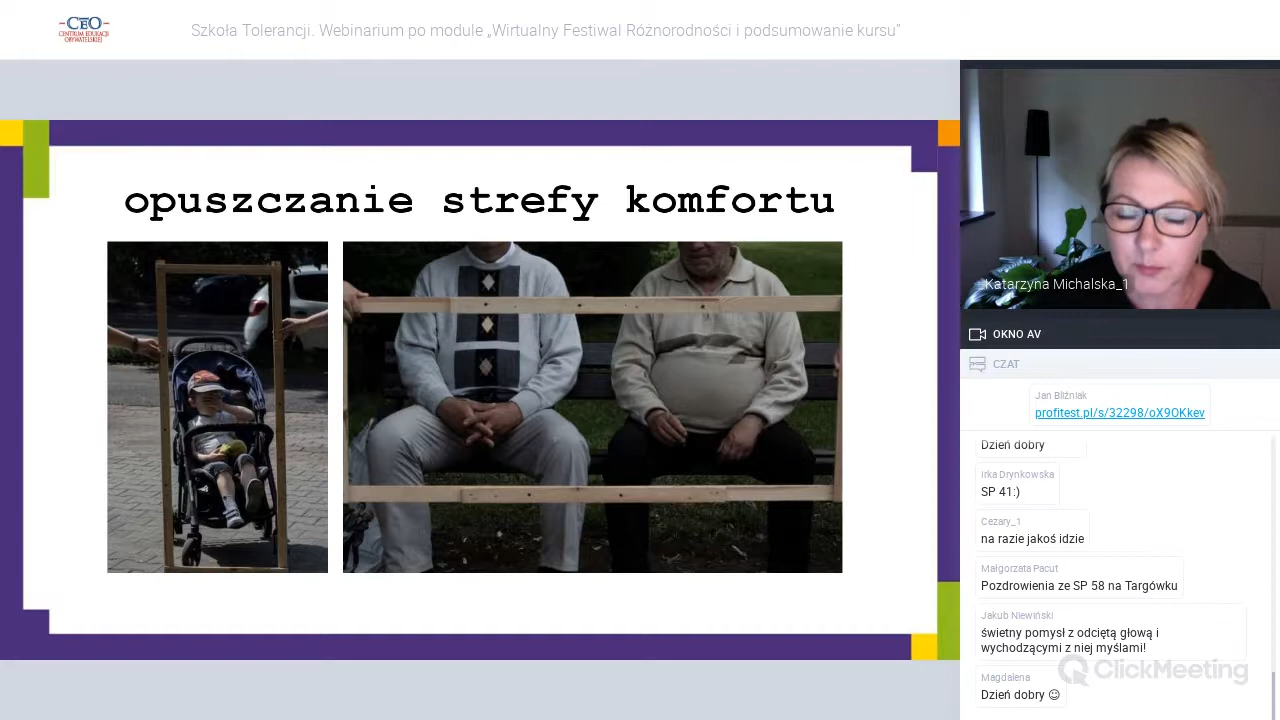 CEO
CENTRUM EDUKACJI
OBYWATELSKIEJ
Szkoła Tolerancji. Webinarium po module „Wirtualny Festiwal Różnorodności i podsumowanie kursu”
opuszczanie strefy komfortu
Katarzyna Michalska_1
OKNO AV
CZAT
Jan Bliźniak
profitest.pl/s/32298/oX9OKkev
Dzień dobry
Irka Drynkowska
SP 41:)
Cezary_1
na razie jakoś idzie
Małgorzata Pacut
Pozdrowienia ze SP 58 na Targówku
Jakub Niewiński
świetny pomysł z odciętą głową i
wychodzącymi z niej myślami!
Magdalena
Dzień dobry ☺
ClickMeeting